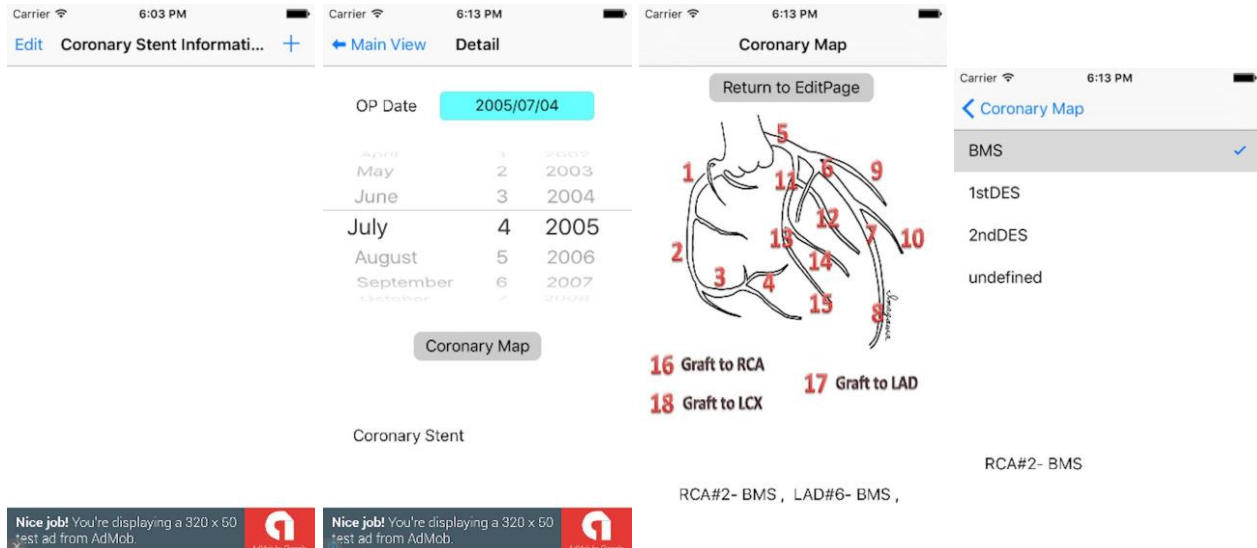 Carrier 6:03 PM
Edit Coronary Stent Informati... +
Nice job! You're displaying a 320 x 50
test ad from AdMob.
Carrier 6:13 PM
Main View Detail
OP Date 2005/07/04
April 1 2002
May 2 2003
June 3 2004
July 4 2005
August 5 2006
September 6 2007
October 7 2008
Coronary Map
Coronary Stent
Nice job! You're displaying a 320 x 50
test ad from AdMob.
Carrier 6:13 PM
Coronary Map
Return to EditPage
5
1
11
6
9
12
2
13
7
10
14
3
4
15
8
16 Graft to RCA
17 Graft to LAD
18 Graft to LCX
RCA#2- BMS , LAD#6- BMS ,
Carrier 6:13 PM
Coronary Map
BMS
1stDES
2ndDES
undefined
RCA#2- BMS